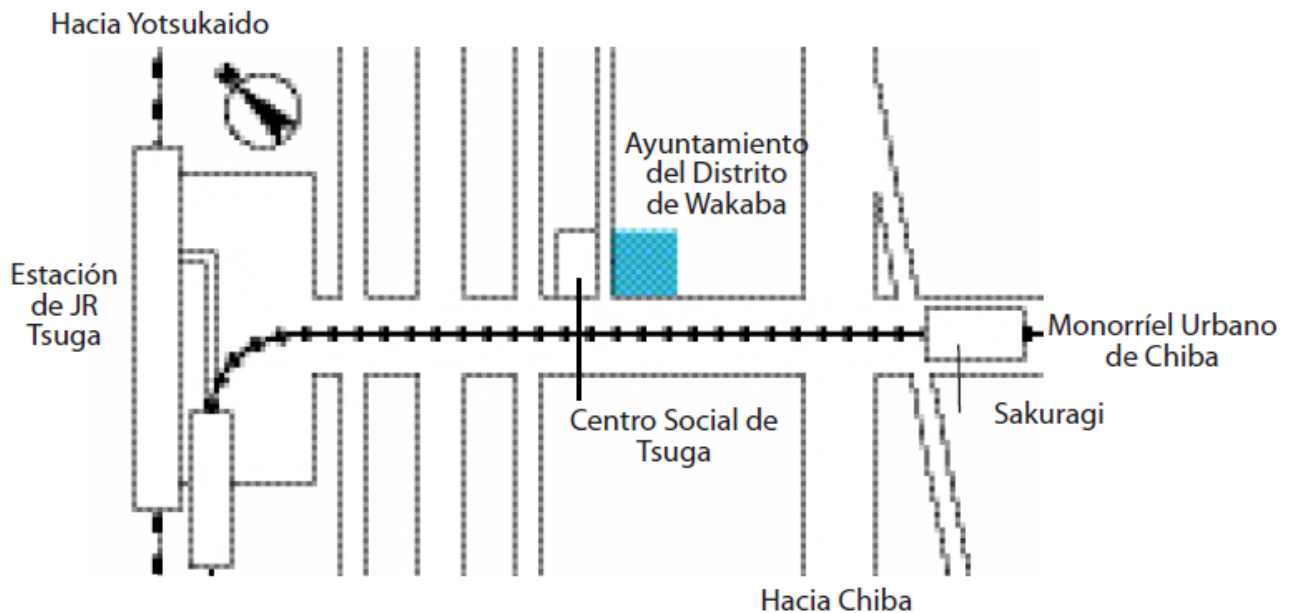 Hacia Yotsukaido
Ayuntamiento
del Distrito
de Wakaba
Estación
de JR
Tsuga
Monorríel Urbano
de Chiba
Sakuragi
Centro Social de
Tsuga
Hacia Chiba